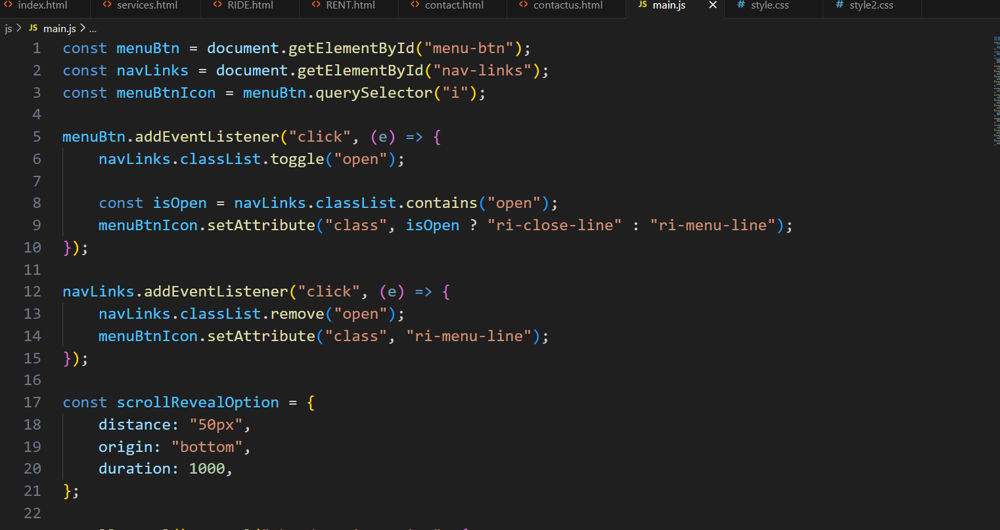 index.html services.html RIDE.html RENT.html contact.html contactus.html JS main.js # style.css # style2.css
js > JS main.js > ...
1 const menuBtn = document.getElementById("menu-btn");
2 const navLinks = document.getElementById("nav-links");
3 const menuBtnIcon = menuBtn.querySelector("i");
4
5 menuBtn.addEventListener("click", (e) => {
6     navLinks.classList.toggle("open");
7
8     const isOpen = navLinks.classList.contains("open");
9     menuBtnIcon.setAttribute("class", isOpen ? "ri-close-line" : "ri-menu-line");
10 });
11
12 navLinks.addEventListener("click", (e) => {
13     navLinks.classList.remove("open");
14     menuBtnIcon.setAttribute("class", "ri-menu-line");
15 });
16
17 const scrollRevealOption = {
18     distance: "50px",
19     origin: "bottom",
20     duration: 1000,
21 };
22